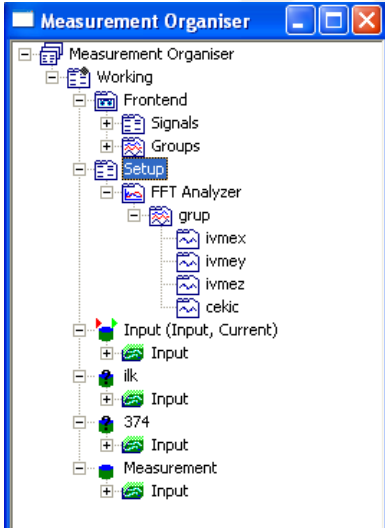 Measurement Organiser
Measurement Organiser
Working
Frontend
Signals
Groups
Setup
FFT Analyzer
grup
ivmex
ivmey
ivmez
cekic
Input (Input, Current)
Input
ilk
Input
374
Input
Measurement
Input